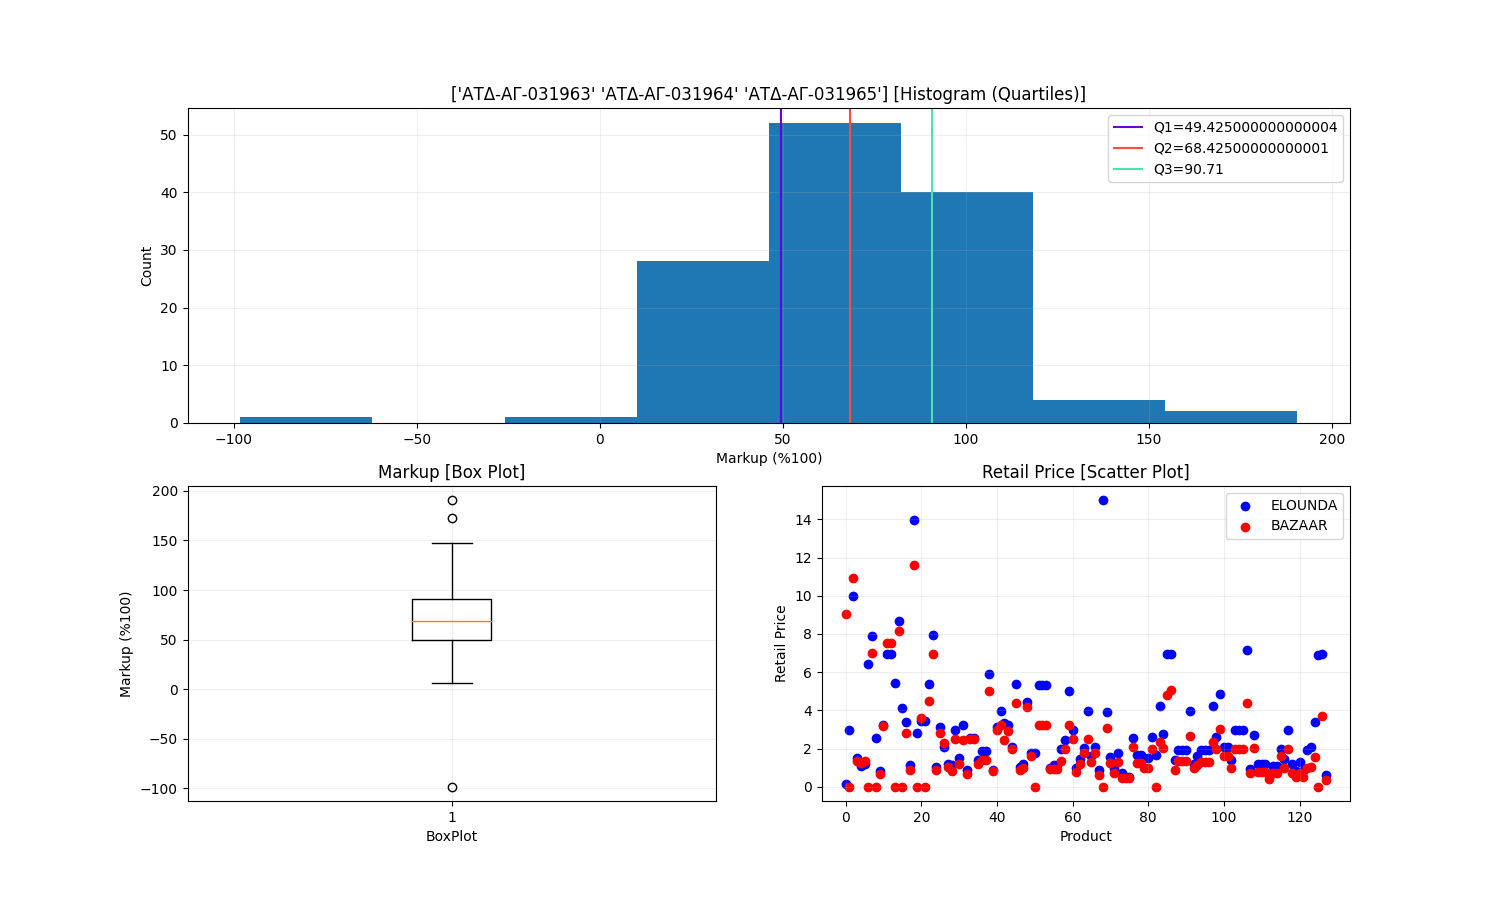 ['ΑΤΔ-ΑΓ-031963' 'ΑΤΔ-ΑΓ-031964' 'ΑΤΔ-ΑΓ-031965'] [Histogram (Quartiles)]
Q1=49.425000000000004
Q2=68.42500000000001
Q3=90.71
50
40
30
20
10
0
Count
−100
−50
0
50
100
150
200
Markup (%100)
Markup [Box Plot]
200
150
100
50
0
−50
−100
Markup (%100)
1
BoxPlot
Retail Price [Scatter Plot]
ELOUNDA
BAZAAR
14
12
10
8
6
4
2
0
Retail Price
0
20
40
60
80
100
120
Product